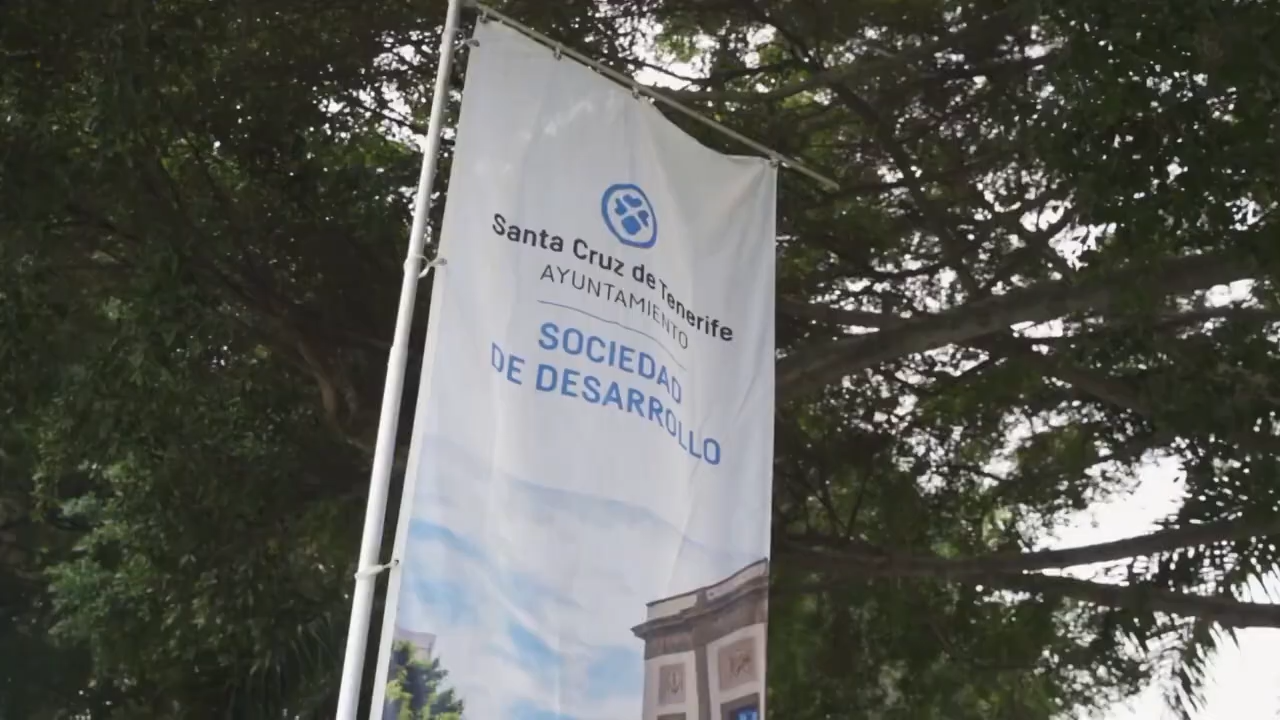 Santa Cruz de Tenerife
AYUNTAMIENTO
SOCIEDAD
DE DESARROLLO